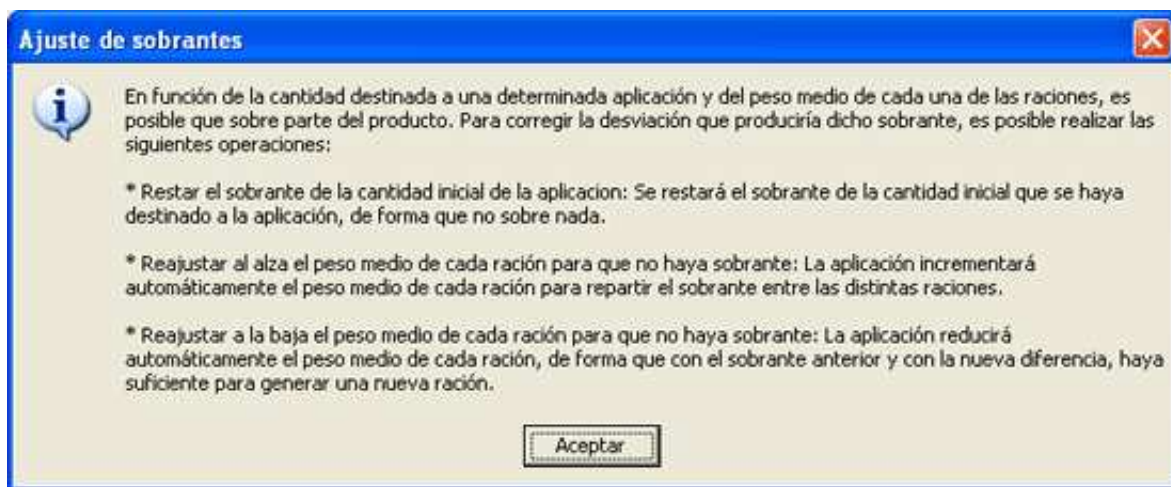 Ajuste de sobrantes
En función de la cantidad destinada a una determinada aplicación y del peso medio de cada una de las raciones, es
posible que sobre parte del producto. Para corregir la desviación que produciría dicho sobrante, es posible realizar las
siguientes operaciones:
* Restar el sobrante de la cantidad inicial de la aplicacion: Se restará el sobrante de la cantidad inicial que se haya
destinado a la aplicación, de forma que no sobre nada.
* Reajustar al alza el peso medio de cada ración para que no haya sobrante: La aplicación incrementará
automáticamente el peso medio de cada ración para repartir el sobrante entre las distintas raciones.
* Reajustar a la baja el peso medio de cada ración para que no haya sobrante: La aplicación reducirá
automáticamente el peso medio de cada ración, de forma que con el sobrante anterior y con la nueva diferencia, haya
suficiente para generar una nueva ración.
Aceptar